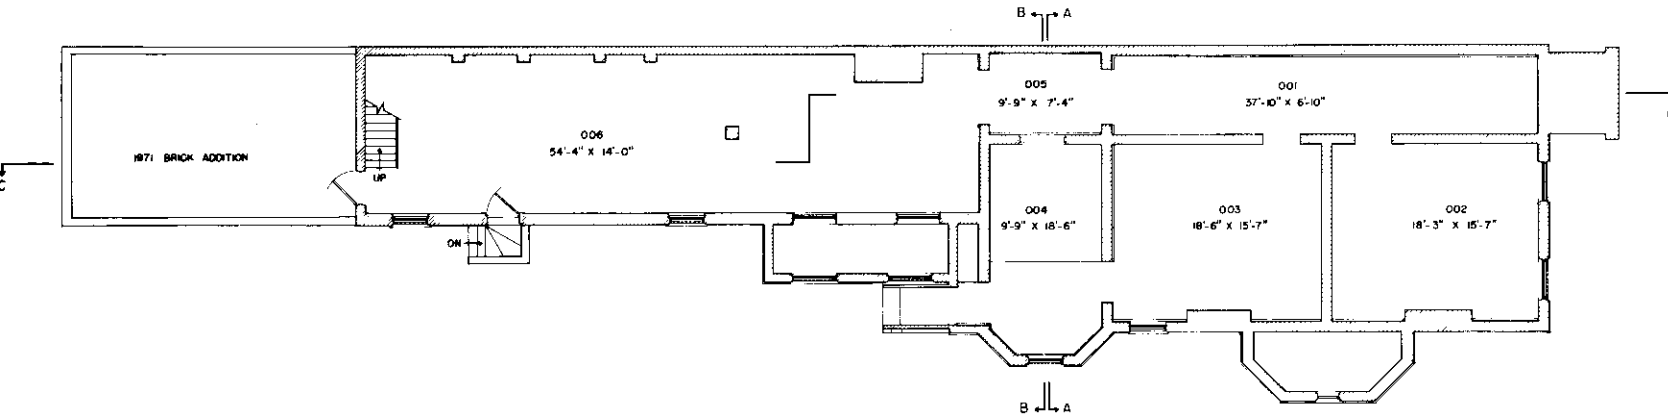 B A
005
9'-9" X 7'-4"
001
37'-10" X 6'-10"
006
54'-4" X 14'-0"
1971 BRICK ADDITION
UP
C
004
9'-9" X 18'-6"
003
18'-6" X 15'-7"
002
18'-3" X 15'-7"
DN
B A